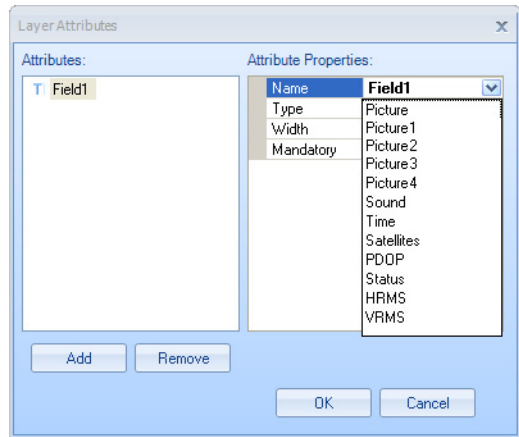 Layer Attributes
Attributes:
Field1
Attribute Properties:
Name Field1
Type
Width
Mandatory
Picture
Picture1
Picture2
Picture3
Picture4
Sound
Time
Satellites
PDOP
Status
HRMS
VRMS
Add Remove
OK Cancel